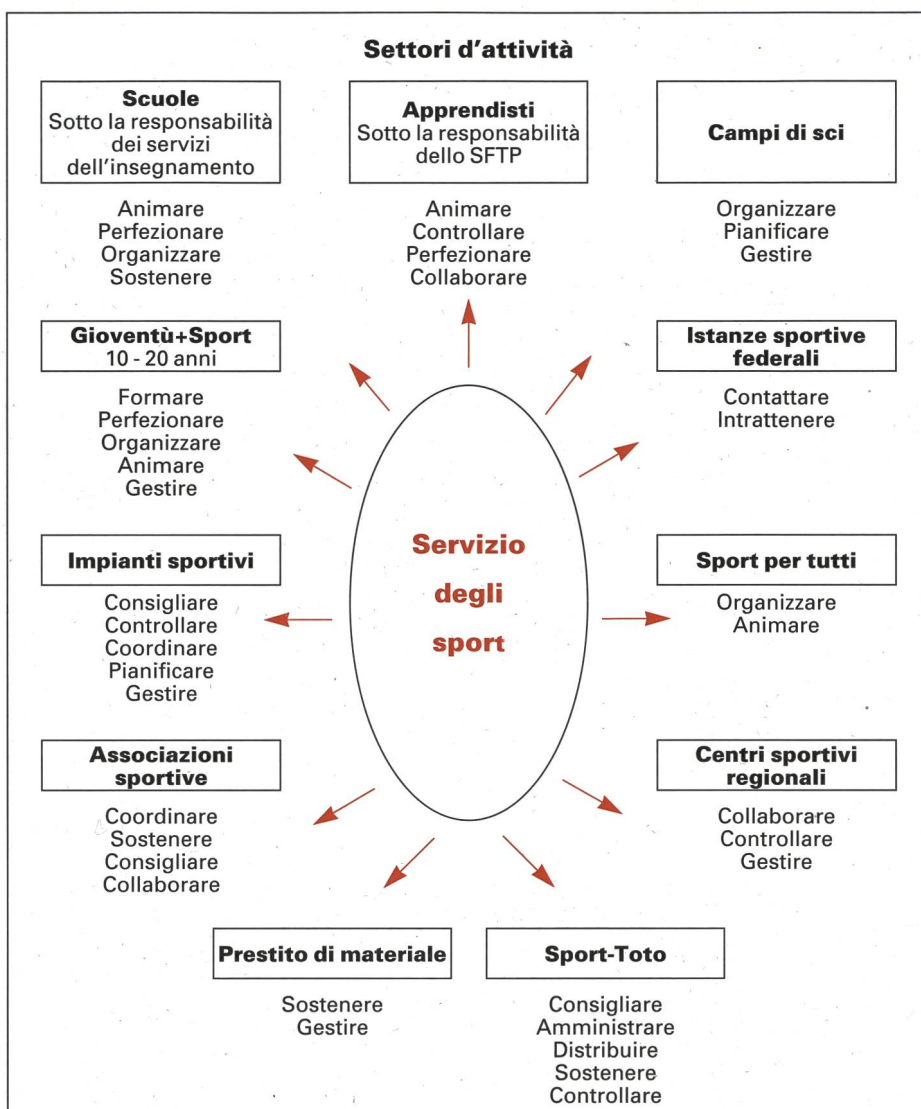 Settori d'attività
Scuole
Sotto la responsabilità
dei servizi
dell'insegnamento
Animare
Perfezionare
Organizzare
Sostenere
Apprendisti
Sotto la responsabilità
dello SFTP
Animare
Controllare
Perfezionare
Collaborare
Campi di sci
Organizzare
Pianificare
Gestire
Gioventù+Sport
10 - 20 anni
Formare
Perfezionare
Organizzare
Animare
Gestire
Istanze sportive
federali
Contattare
Intrattenere
Servizio
degli
sport
Impianti sportivi
Consigliare
Controllare
Coordinare
Pianificare
Gestire
Sport per tutti
Organizzare
Animare
Associazioni
sportive
Coordinare
Sostenere
Consigliare
Collaborare
Centri sportivi
regionali
Collaborare
Controllare
Gestire
Prestito di materiale
Sostenere
Gestire
Sport-Toto
Consigliare
Amministrare
Distribuire
Sostenere
Controllare